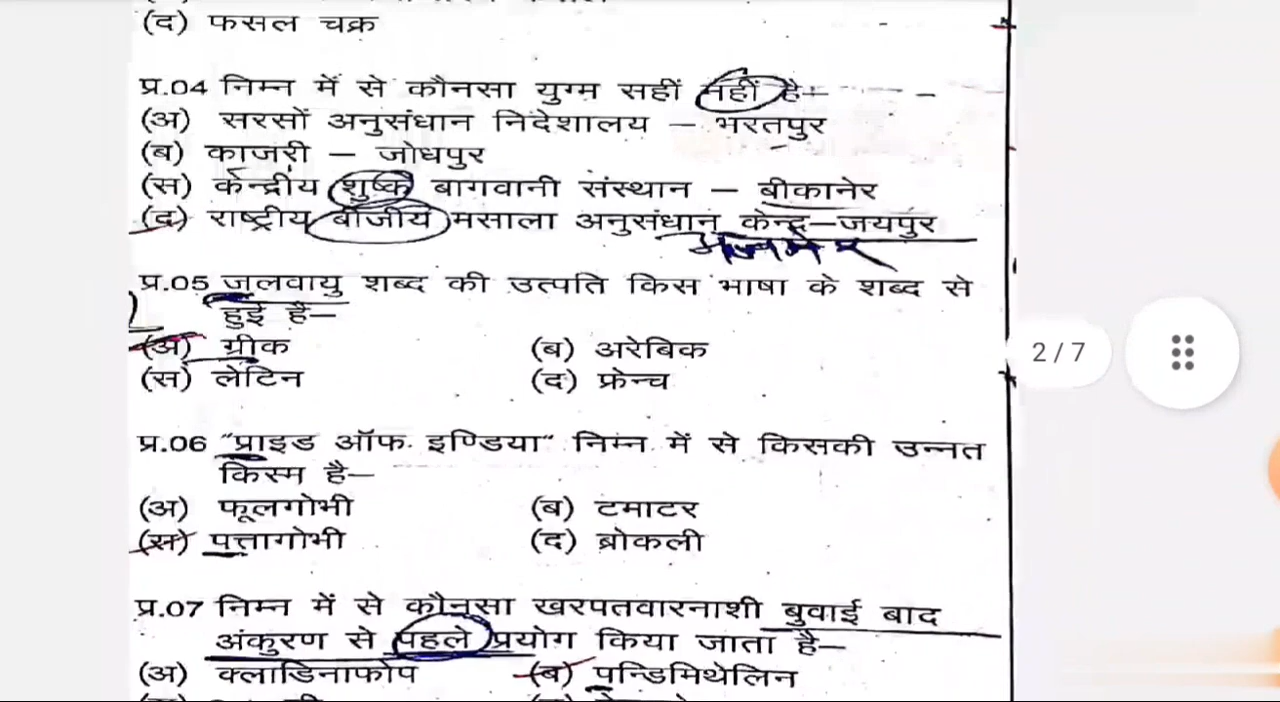 (द) फसल चक्र
प्र.04 निम्न में से कौनसा युग्म सहीं नहीं है–
(अ) सरसों अनुसंधान निदेशालय – भरतपुर
(ब) काजरी – जोधपुर
(स) केन्द्रीय शुष्क बागवानी संस्थान – बीकानेर
(द) राष्ट्रीय बीजीय मसाला अनुसंधान केन्द्र–जयपुर
अजमेर
प्र.05 जलवायु शब्द की उत्पति किस भाषा के शब्द से
हुई है–
(अ) ग्रीक (ब) अरेबिक
(स) लेटिन (द) फ्रेन्च
2 / 7
प्र.06 "प्राइड ऑफ इण्डिया" निम्न में से किसकी उन्नत
किस्म है–
(अ) फूलगोभी (ब) टमाटर
(स) पत्तागोभी (द) ब्रोकली
प्र.07 निम्न में से कौनसा खरपतवारनाशी बुवाई बाद
अंकुरण से पहले प्रयोग किया जाता है–
(अ) क्लाडिनाफोप (ब) पन्डिमिथेलिन